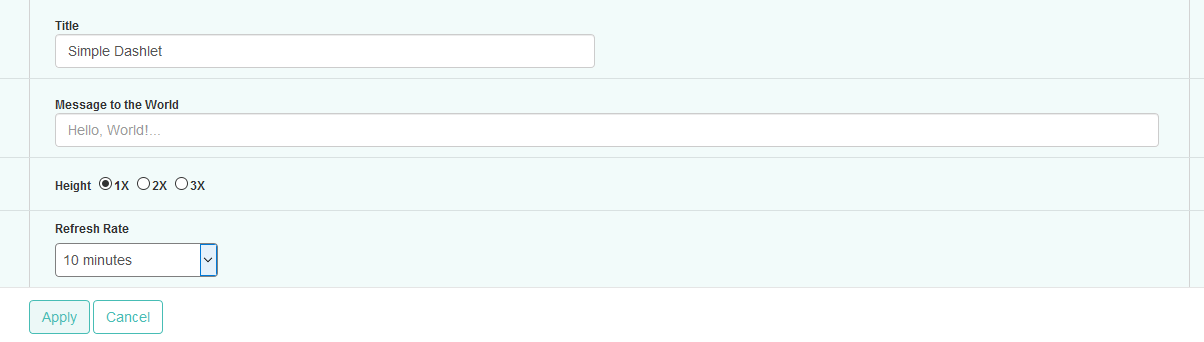 Title
Simple Dashlet
Message to the World
Hello, World!...
Height 1X 2X 3X
Refresh Rate
10 minutes
Apply Cancel